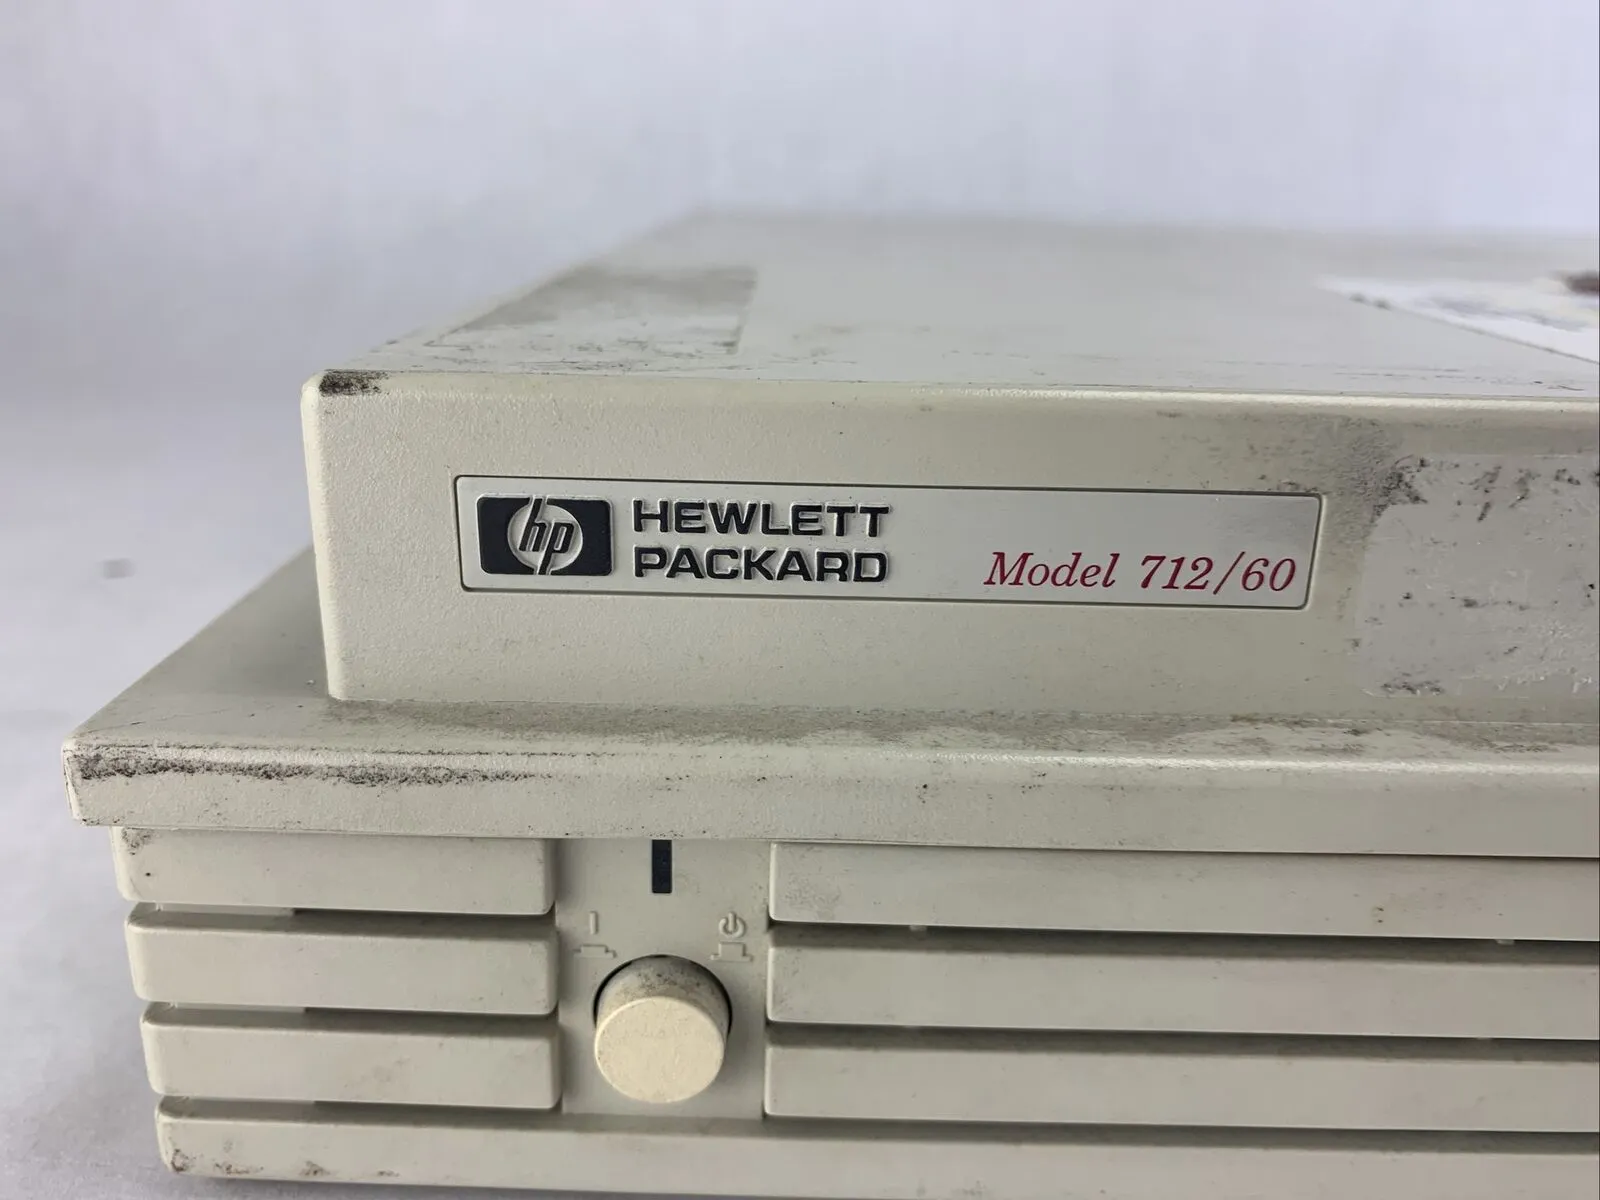 hp HEWLETT
PACKARD
Model 712/60